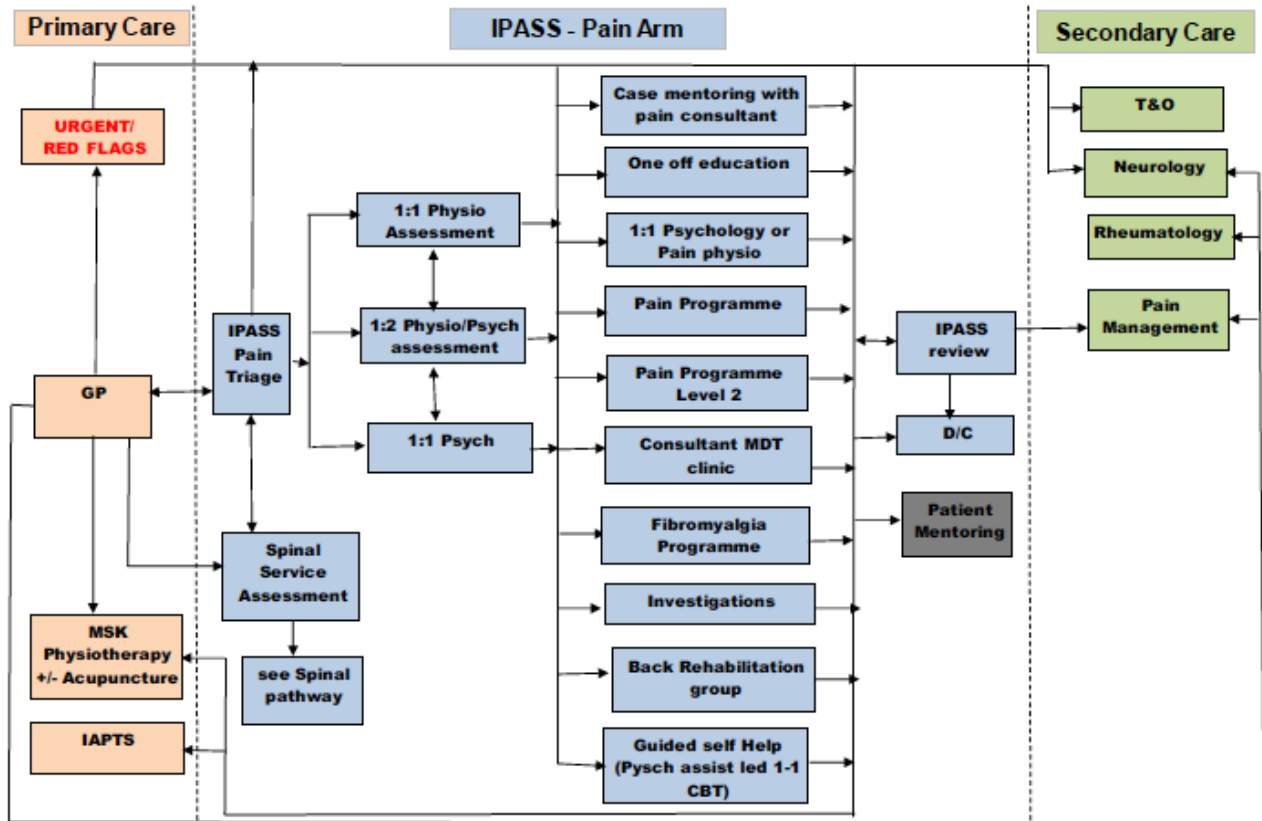 Primary Care
IPASS - Pain Arm
Secondary Care
URGENT/
RED FLAGS
GP
MSK
Physiotherapy
+/- Acupuncture
IAPTS
IPASS
Pain
Triage
Spinal
Service
Assessment
see Spinal
pathway
1:1 Physio
Assessment
1:2 Physio/Psych
assessment
1:1 Psych
Case mentoring with
pain consultant
One off education
1:1 Psychology or
Pain physio
Pain Programme
Pain Programme
Level 2
Consultant MDT
clinic
Fibromyalgia
Programme
Investigations
Back Rehabilitation
group
Guided self Help
(Pysch assist led 1-1
CBT)
IPASS
review
D/C
Patient
Mentoring
T&O
Neurology
Rheumatology
Pain
Management